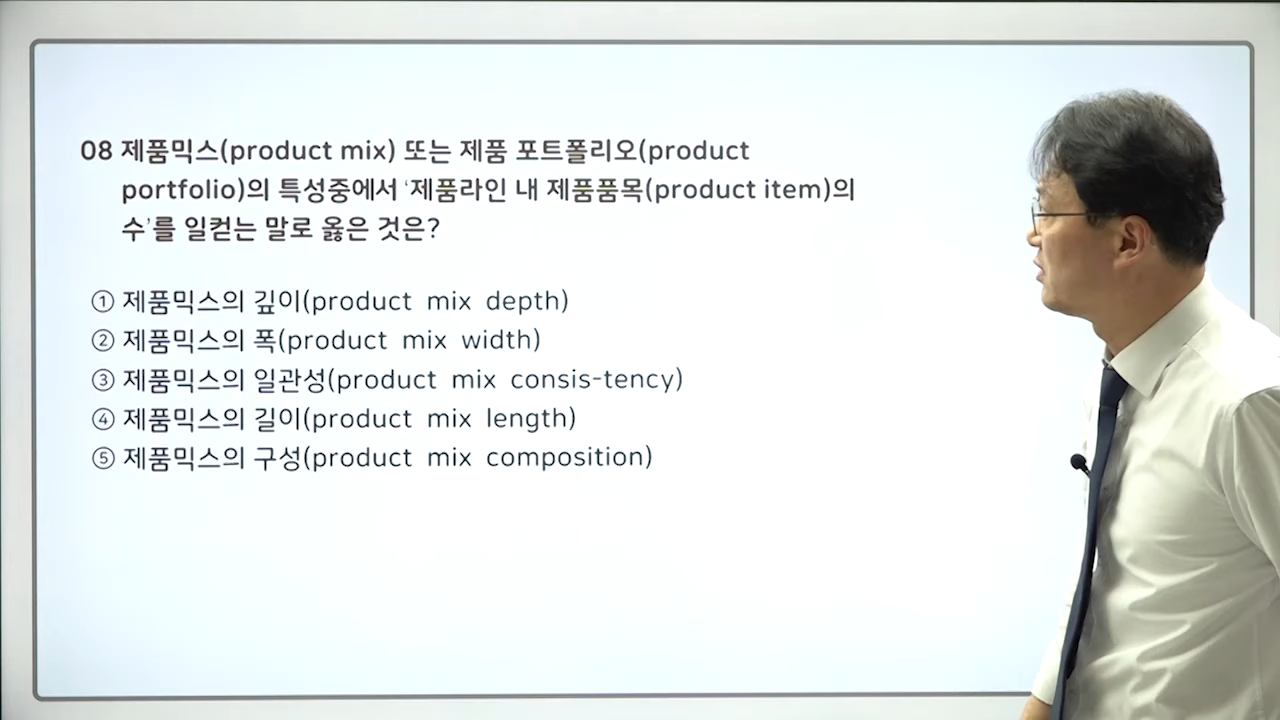 08 제품믹스(product mix) 또는 제품 포트폴리오(product
portfolio)의 특성중에서 ‘제품라인 내 제품품목(product item)의
수’를 일컫는 말로 옳은 것은?
① 제품믹스의 깊이(product mix depth)
② 제품믹스의 폭(product mix width)
③ 제품믹스의 일관성(product mix consis-tency)
④ 제품믹스의 길이(product mix length)
⑤ 제품믹스의 구성(product mix composition)